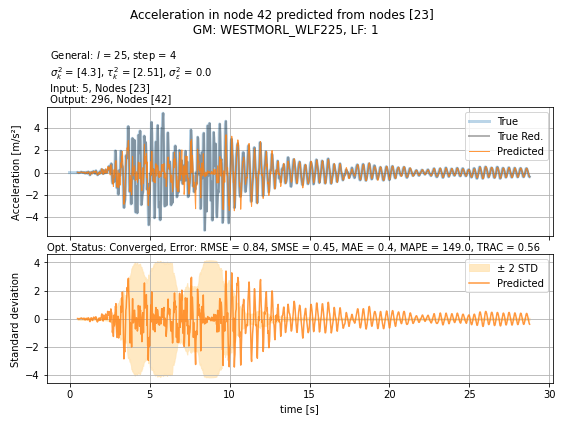 Acceleration in node 42 predicted from nodes [23]
GM: WESTMORL_WLF225, LF: 1
General: l = 25, step = 4
σ²ₖ = [4.3], τ²ₖ = [2.51], σ²ε = 0.0
Input: 5, Nodes [23]
Output: 296, Nodes [42]
Acceleration [m/s²]
4
2
0
−2
−4
True
True Red.
Predicted
Opt. Status: Converged, Error: RMSE = 0.84, SMSE = 0.45, MAE = 0.4, MAPE = 149.0, TRAC = 0.56
Standard deviation
4
2
0
−2
−4
± 2 STD
Predicted
0 5 10 15 20 25 30
time [s]